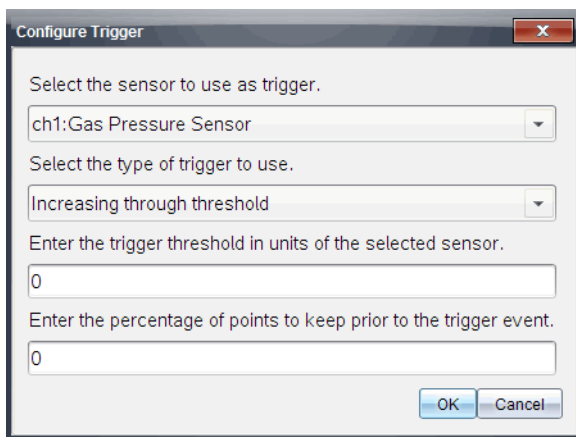 Configure Trigger
Select the sensor to use as trigger.
ch1:Gas Pressure Sensor
Select the type of trigger to use.
Increasing through threshold
Enter the trigger threshold in units of the selected sensor.
0
Enter the percentage of points to keep prior to the trigger event.
0
OK Cancel